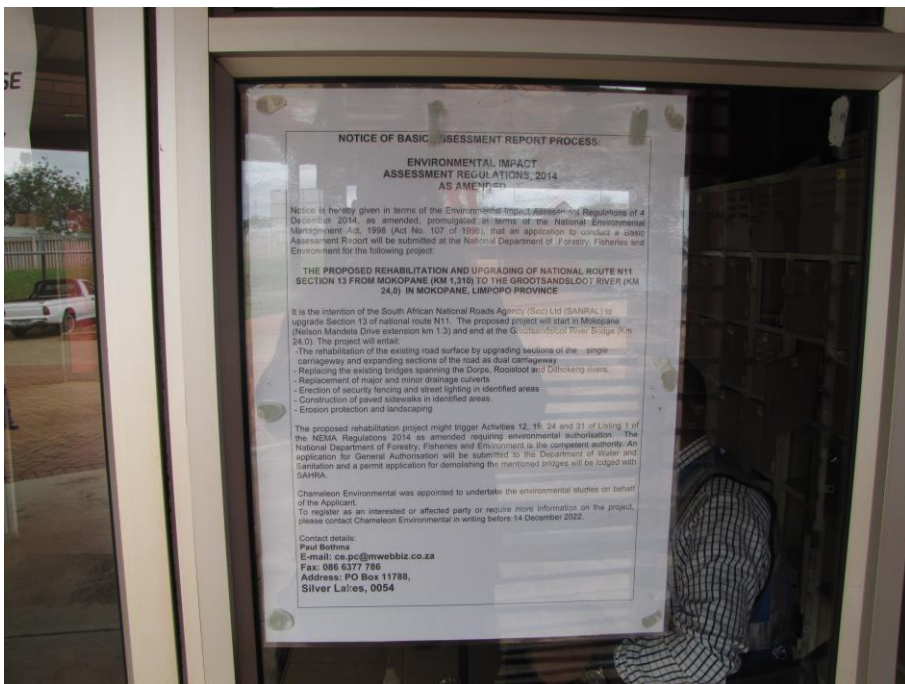 SE
NOTICE OF BASIC ASSESSMENT REPORT PROCESS:
ENVIRONMENTAL IMPACT
ASSESSMENT REGULATIONS, 2014
AS AMENDED
Notice is hereby given in terms of the Environmental Impact Assessment Regulations of 4
December 2014, as amended, promulgated in terms of the National Environmental
Management Act, 1998 (Act No. 107 of 1998), that an application to conduct a Basic
Assessment Report will be submitted at the National Department of Forestry, Fisheries and
Environment for the following project:
THE PROPOSED REHABILITATION AND UPGRADING OF NATIONAL ROUTE N11
SECTION 13 FROM MOKOPANE (KM 1,310) TO THE GROOTSANDSLOOT RIVER (KM
24,0) IN MOKOPANE, LIMPOPO PROVINCE
It is the intention of the South African National Roads Agency (Soc) Ltd (SANRAL) to
upgrade Section 13 of national route N11. The proposed project will start in Mokopane
(Nelson Mandela Drive extension km 1.3) and end at the Grootsandsloot River Bridge (Km
24.0). The project will entail:
-The rehabilitation of the existing road surface by upgrading sections of the single
carriageway and expanding sections of the road as dual carriageway
- Replacing the existing bridges spanning the Dorps, Rooisloot and Dithokeng rivers.
- Replacement of major and minor drainage culverts
- Erection of security fencing and street lighting in identified areas
- Construction of paved sidewalks in identified areas.
- Erosion protection and landscaping
The proposed rehabilitation project might trigger Activities 12, 19, 24 and 31 of Listing 1 of
the NEMA Regulations 2014 as amended requiring environmental authorisation. The
National Department of Forestry, Fisheries and Environment is the competent authority. An
application for General Authorisation will be submitted to the Department of Water and
Sanitation and a permit application for demolishing the mentioned bridges will be lodged with
SAHRA.
Chameleon Environmental was appointed to undertake the environmental studies on behalf
of the Applicant.
To register as an interested or affected party or require more information on the project,
please contact Chameleon Environmental in writing before 14 December 2022.
Contact details:
Paul Bothma
E-mail: ce.pc@mwebbiz.co.za
Fax: 086 6377 786
Address: PO Box 11788,
Silver Lakes, 0054